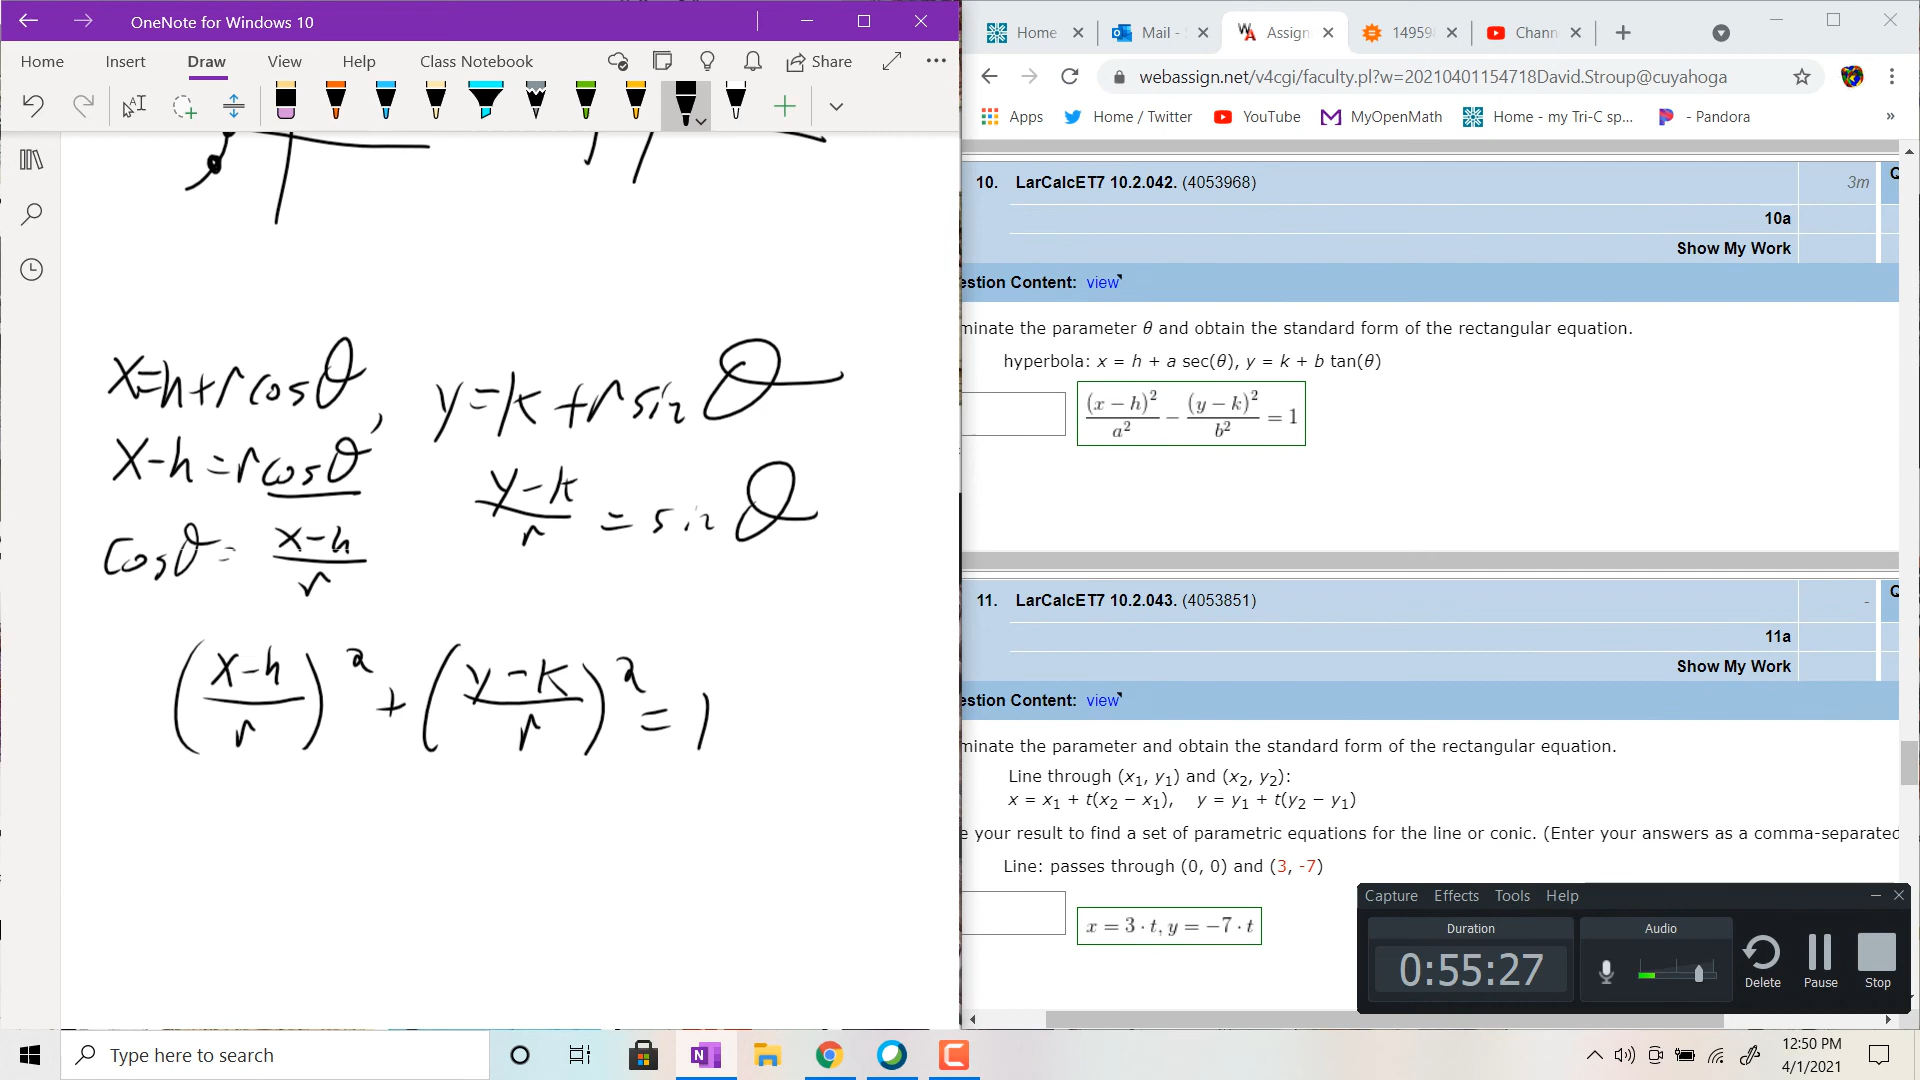 OneNote for Windows 10
Home Insert Draw View Help Class Notebook Share
x=h+rcosθ, y=k+rsinθ
x-h=rcosθ
y-k/r = sinθ
cosθ= x-h/r
(x-h/r)² + (y-k/r)² = 1
Home Mail - Assign 14959 Chann
webassign.net/v4cgi/faculty.pl?w=20210401154718David.Stroup@cuyahoga
Apps Home / Twitter YouTube MyOpenMath Home - my Tri-C sp... - Pandora »
10. LarCalcET7 10.2.042. (4053968) 3m Q
10a
Show My Work
estion Content: view
minate the parameter θ and obtain the standard form of the rectangular equation.
hyperbola: x = h + a sec(θ), y = k + b tan(θ)
(x − h)²/a² − (y − k)²/b² = 1
11. LarCalcET7 10.2.043. (4053851) - Q
11a
Show My Work
estion Content: view
minate the parameter and obtain the standard form of the rectangular equation.
Line through (x₁, y₁) and (x₂, y₂):
x = x₁ + t(x₂ − x₁), y = y₁ + t(y₂ − y₁)
e your result to find a set of parametric equations for the line or conic. (Enter your answers as a comma-separated
Line: passes through (0, 0) and (3, -7)
x = 3 · t, y = −7 · t
Capture Effects Tools Help
Duration Audio
0:55:27
Delete Pause Stop
Type here to search
12:50 PM
4/1/2021